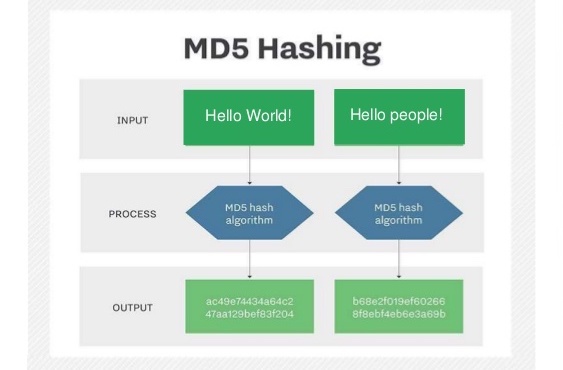 MD5 Hashing
INPUT
Hello World!
Hello people!
PROCESS
MD5 hash
algorithm
MD5 hash
algorithm
OUTPUT
ac49e74434a64c2
47aa129bef83f204
b68e2f019ef60266
8f8ebf4eb6e3a69b